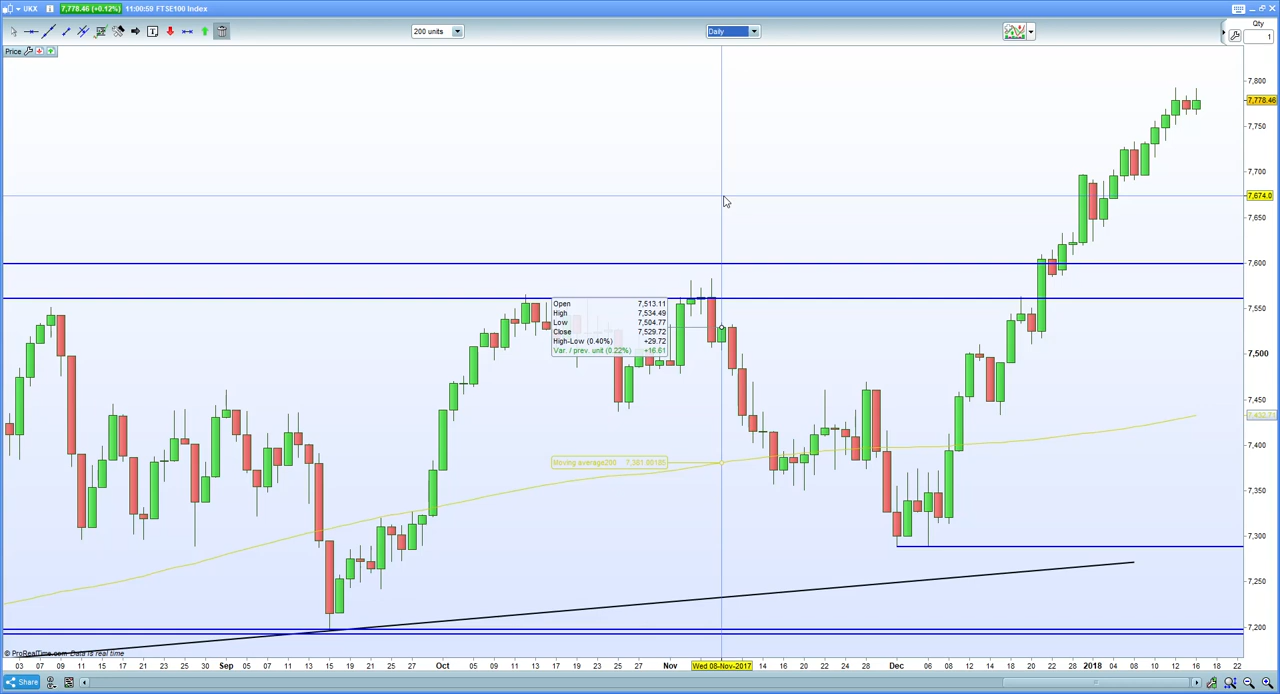 UKX 7,778.46 (+0.12%) 11:00:59 FTSE100 Index
200 units Daily Qty
1
Price
7,800
7,778.46
7,750
7,700
7,674.0
7,650
7,600
Open 7,513.11
High 7,534.49
Low 7,504.77
Close 7,529.72
High-Low (0.40%) +29.72
Var. / prev. unit (0.22%) +16.61
7,500
7,450
7,432.71
7,400
Moving average200 7,381.00185
7,350
7,300
7,250
7,200
© ProRealTime.com Data is real time
03 07 09 11 15 17 21 23 25 30 Sep 07 11 13 15 19 21 25 27 Oct 05 09 11 13 17 19 23 25 27 Nov Wed 08-Nov-2017 14 16 20 22 24 28 Dec 06 08 12 14 18 20 22 28 2018 04 08 10 12 16 18 22
Share